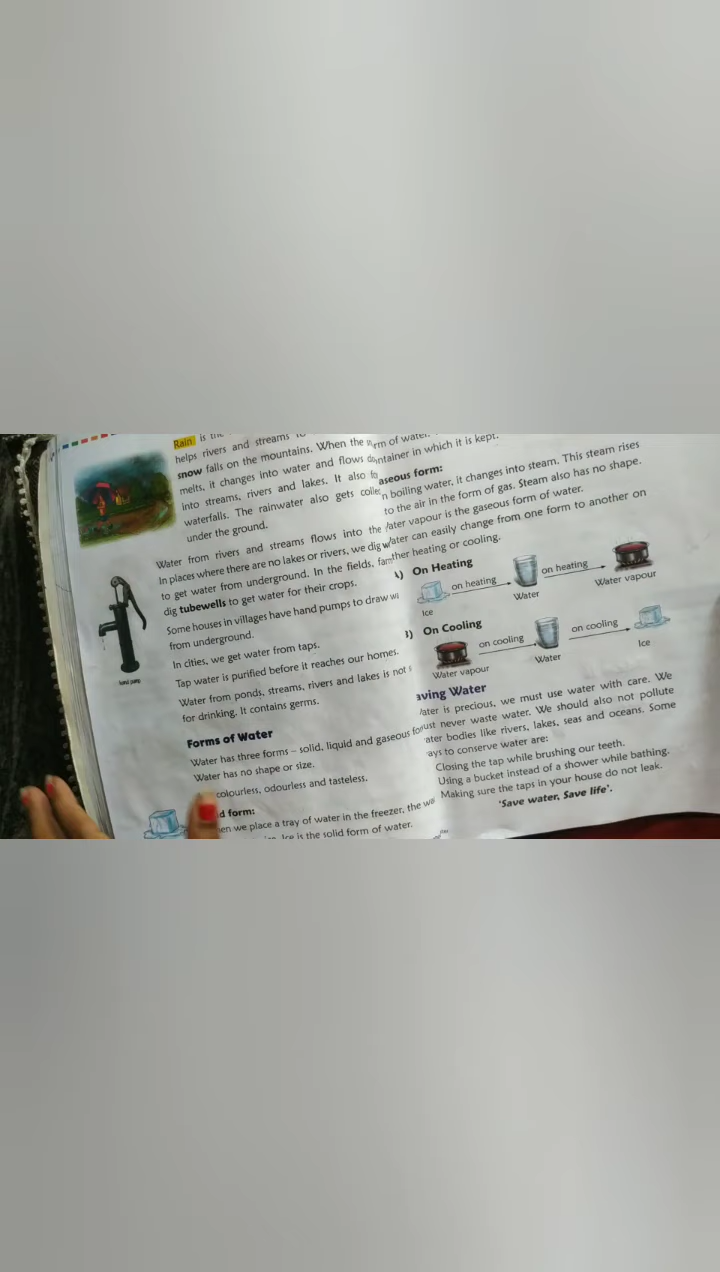 Rain is the
helps rivers and streams to
snow falls on the mountains. When the
melts, it changes into water and flows
into streams, rivers and lakes. It also
waterfalls. The rainwater also gets
under the ground.
Water from rivers and streams flows into the
In places where there are no lakes or rivers, we dig
to get water from underground. In the fields,
dig tubewells to get water for their crops.
Some houses in villages have hand pumps to draw
from underground.
hand pump
In cities, we get water from taps.
Tap water is purified before it reaches our homes.
Water from ponds, streams, rivers and lakes is not
for drinking. It contains germs.
Forms of Water
Water has three forms – solid, liquid and gaseous
Water has no shape or size.
colourless, odourless and tasteless.
d form:
en we place a tray of water in the freezer, the
Ice is the solid form of water.
rm of water.
ntainer in which it is kept.
aseous form:
n boiling water, it changes into steam. This steam rises
to the air in the form of gas. Steam also has no shape.
ater vapour is the gaseous form of water.
ater can easily change from one form to another on
ther heating or cooling.
A) On Heating
Ice on heating Water on heating Water vapour
B) On Cooling
Water vapour on cooling Water on cooling Ice
aving Water
ater is precious, we must use water with care. We
ust never waste water. We should also not pollute
ater bodies like rivers, lakes, seas and oceans. Some
ays to conserve water are:
Closing the tap while brushing our teeth.
Using a bucket instead of a shower while bathing.
Making sure the taps in your house do not leak.
'Save water, Save life'.